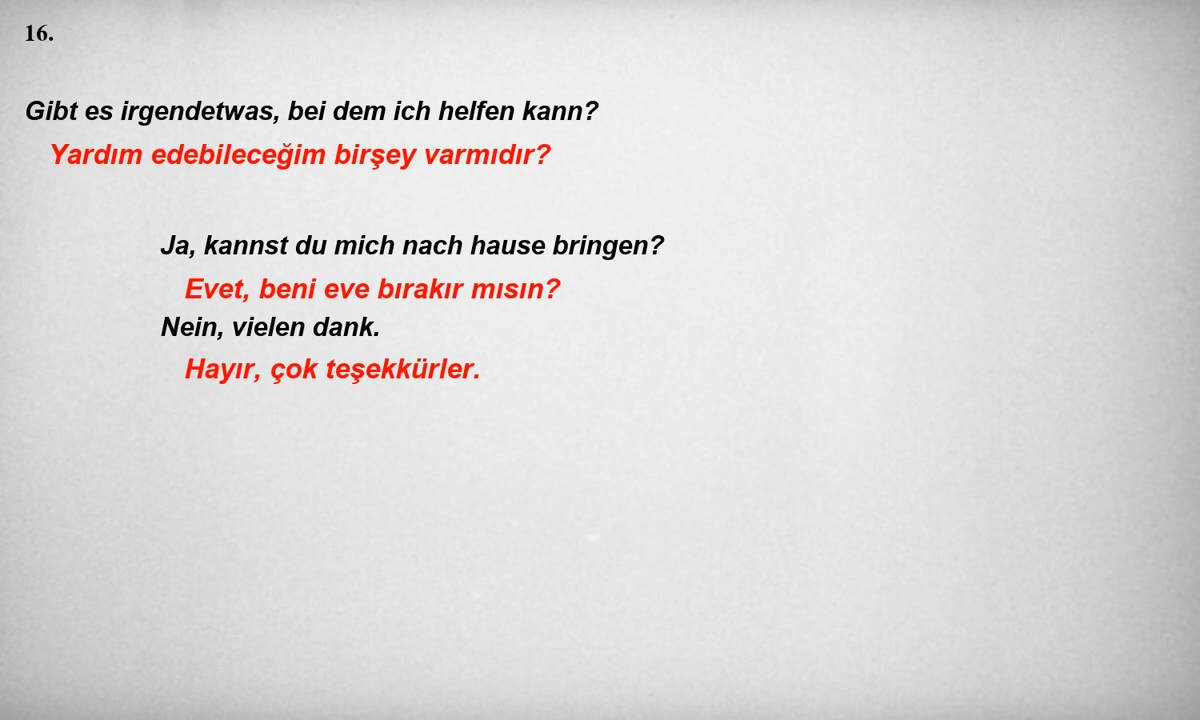 16.
Gibt es irgendetwas, bei dem ich helfen kann?
Yardım edebileceğim birşey varmıdır?
Ja, kannst du mich nach hause bringen?
Evet, beni eve bırakır mısın?
Nein, vielen dank.
Hayır, çok teşekkürler.